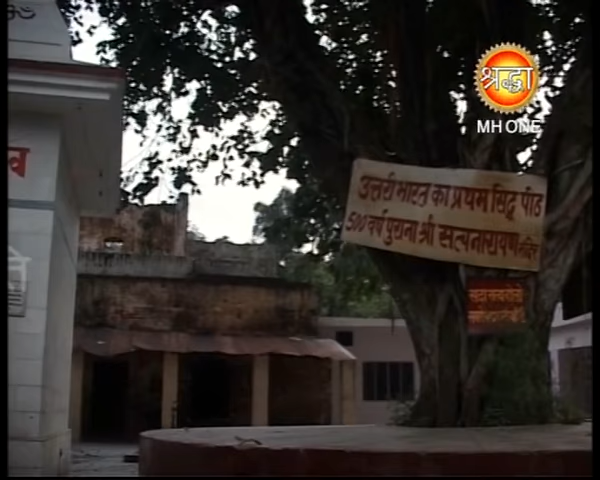 ॐ
श्रद्धा
MH ONE
उत्तरी भारत का प्रथम सिद्ध पीठ
500 वर्ष पुराना श्री सत्यनारायण मंदिर